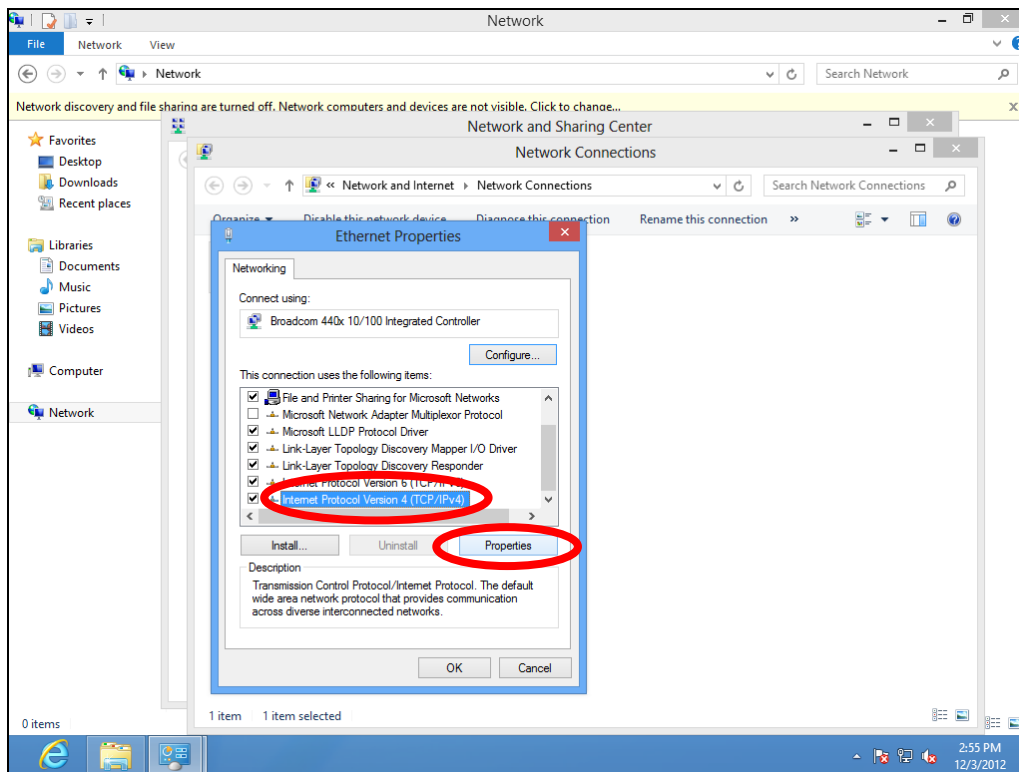 Network
File Network View
Network
Search Network
Network discovery and file sharing are turned off. Network computers and devices are not visible. Click to change...
Favorites
Desktop
Downloads
Recent places
Libraries
Documents
Music
Pictures
Videos
Computer
Network
Network and Sharing Center
Network Connections
« Network and Internet Network Connections
Search Network Connections
Organize Disable this network device Diagnose this connection Rename this connection »
Ethernet Properties
Networking
Connect using:
Broadcom 440x 10/100 Integrated Controller
Configure...
This connection uses the following items:
File and Printer Sharing for Microsoft Networks
Microsoft Network Adapter Multiplexor Protocol
Microsoft LLDP Protocol Driver
Link-Layer Topology Discovery Mapper I/O Driver
Link-Layer Topology Discovery Responder
Internet Protocol Version 6 (TCP/IPv6)
Internet Protocol Version 4 (TCP/IPv4)
Install... Uninstall Properties
Description
Transmission Control Protocol/Internet Protocol. The default
wide area network protocol that provides communication
across diverse interconnected networks.
OK Cancel
1 item 1 item selected
0 items
2:55 PM
12/3/2012